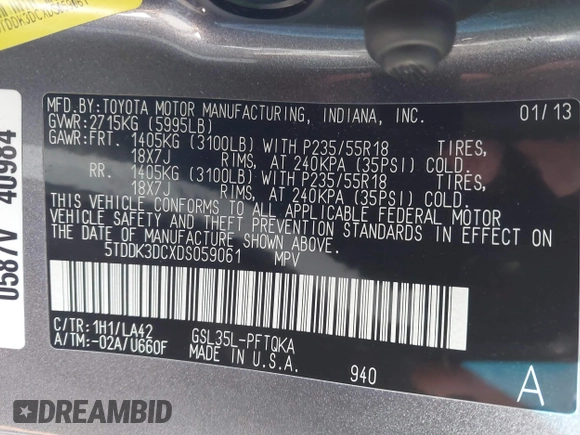 5TDDK3DCXDS059061
0587V 40984
MFD.BY:TOYOTA MOTOR MANUFACTURING, INDIANA, INC. 01/13
GVWR:2715KG (5995LB)
GAWR:FRT. 1405KG (3100LB) WITH P235/55R18 TIRES,
18X7J RIMS, AT 240KPA (35PSI) COLD.
RR. 1405KG (3100LB) WITH P235/55R18 TIRES,
18X7J RIMS, AT 240KPA (35PSI) COLD.
THIS VEHICLE CONFORMS TO ALL APPLICABLE FEDERAL MOTOR
VEHICLE SAFETY AND THEFT PREVENTION STANDARDS IN EFFECT ON
THE DATE OF MANUFACTURE SHOWN ABOVE.
5TDDK3DCXDS059061 MPV
C/TR:1H1/LA42 GSL35L-PFTQKA
A/TM:-02A/U660F MADE IN U.S.A.
940
A
DREAMBID